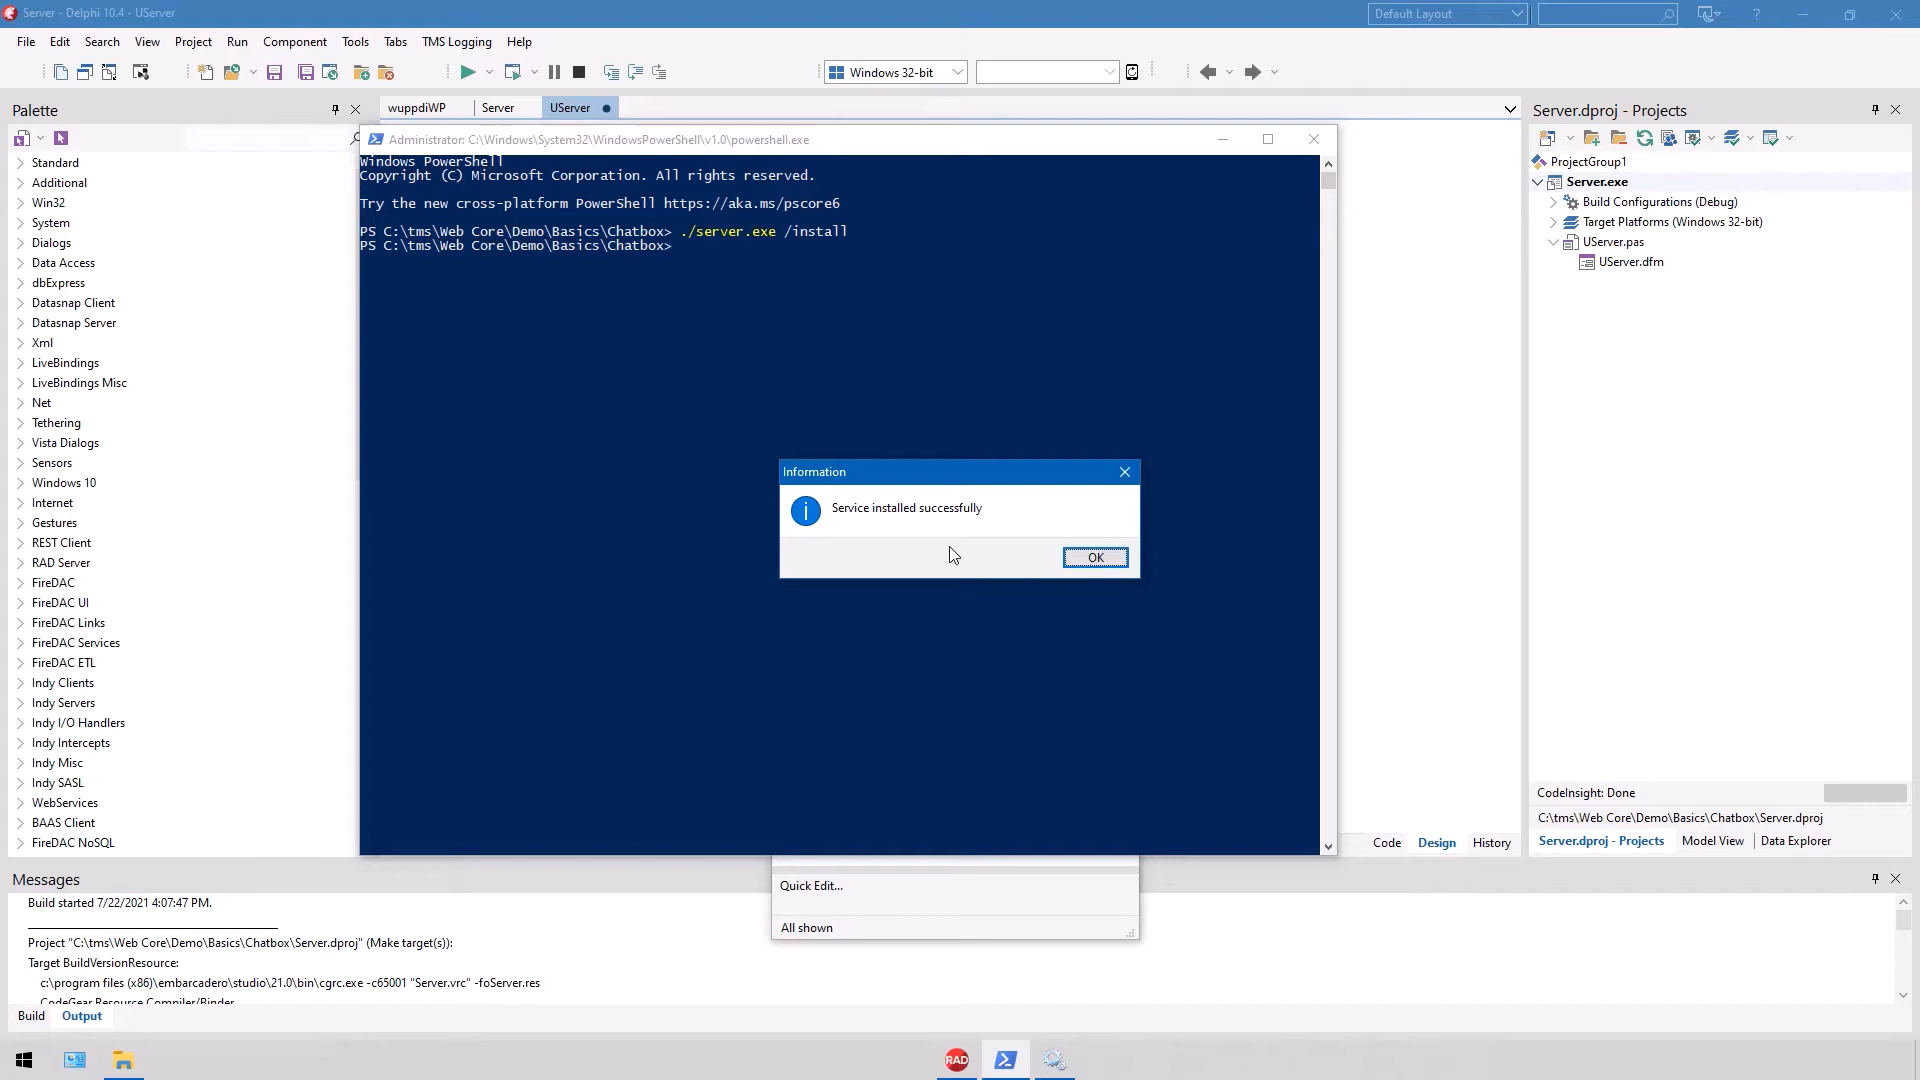 Server - Delphi 10.4 - UServer
Default Layout
?
File Edit Search View Project Run Component Tools Tabs TMS Logging Help
Windows 32-bit
Palette
wuppdiWP Server UServer
Server.dproj - Projects
Administrator: C:\Windows\System32\WindowsPowerShell\v1.0\powershell.exe
Windows PowerShell
Copyright (C) Microsoft Corporation. All rights reserved.
Try the new cross-platform PowerShell https://aka.ms/pscore6
PS C:\tms\Web Core\Demo\Basics\Chatbox> ./server.exe /install
PS C:\tms\Web Core\Demo\Basics\Chatbox>
Standard
Additional
Win32
System
Dialogs
Data Access
dbExpress
Datasnap Client
Datasnap Server
Xml
LiveBindings
LiveBindings Misc
Net
Tethering
Vista Dialogs
Sensors
Windows 10
Internet
Gestures
REST Client
RAD Server
FireDAC
FireDAC UI
FireDAC Links
FireDAC Services
FireDAC ETL
Indy Clients
Indy Servers
Indy I/O Handlers
Indy Intercepts
Indy Misc
Indy SASL
WebServices
BAAS Client
FireDAC NoSQL
Information
Service installed successfully
OK
ProjectGroup1
Server.exe
Build Configurations (Debug)
Target Platforms (Windows 32-bit)
UServer.pas
UServer.dfm
CodeInsight: Done
C:\tms\Web Core\Demo\Basics\Chatbox\Server.dproj
Server.dproj - Projects Model View Data Explorer
Code Design History
Quick Edit...
All shown
Messages
Build started 7/22/2021 4:07:47 PM.
Project "C:\tms\Web Core\Demo\Basics\Chatbox\Server.dproj" (Make target(s)):
Target BuildVersionResource:
c:\program files (x86)\embarcadero\studio\21.0\bin\cgrc.exe -c65001 "Server.vrc" -foServer.res
CodeGear Resource Compiler/Binder
Build Output
RAD